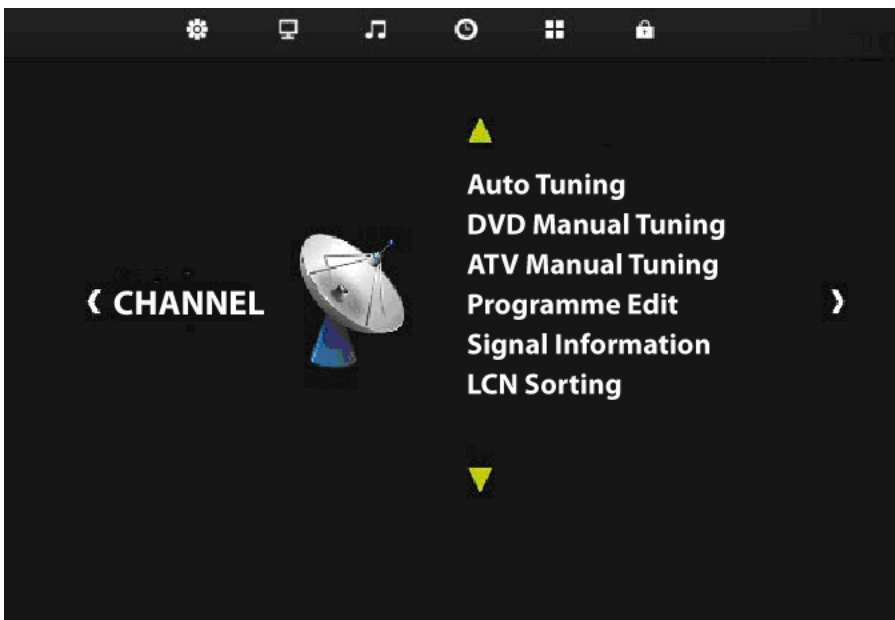 CHANNEL
Auto Tuning
DVD Manual Tuning
ATV Manual Tuning
Programme Edit
Signal Information
LCN Sorting